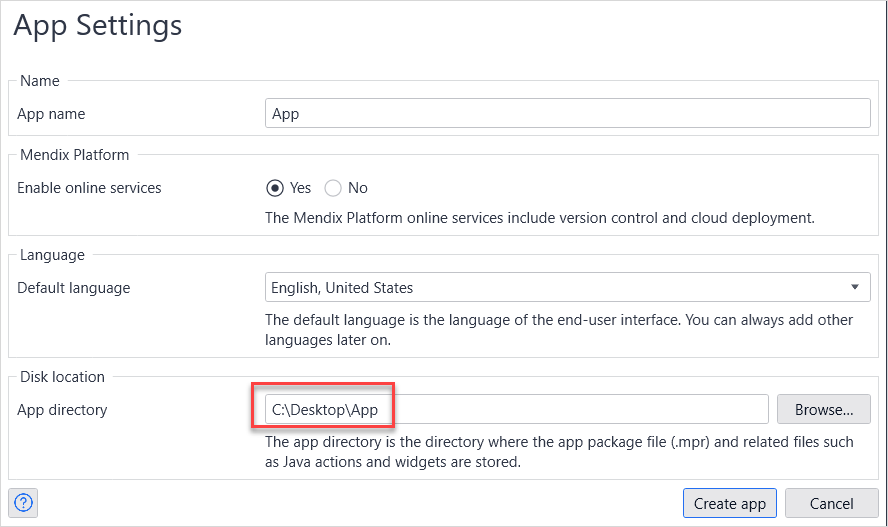 App Settings
Name
App name
App
Mendix Platform
Enable online services
Yes
No
The Mendix Platform online services include version control and cloud deployment.
Language
Default language
English, United States
The default language is the language of the end-user interface. You can always add other
languages later on.
Disk location
App directory
C:\Desktop\App
Browse...
The app directory is the directory where the app package file (.mpr) and related files such
as Java actions and widgets are stored.
?
Create app
Cancel